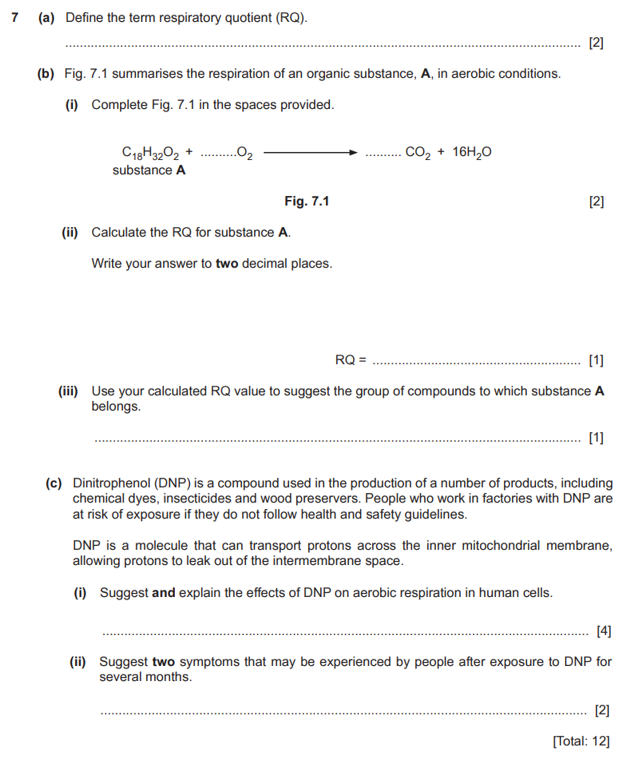 7 (a) Define the term respiratory quotient (RQ).
.................................................................................................................................... [2]
(b) Fig. 7.1 summarises the respiration of an organic substance, A, in aerobic conditions.
(i) Complete Fig. 7.1 in the spaces provided.
C₁₈H₃₂O₂ + ..........O₂ ⟶ .......... CO₂ + 16H₂O
substance A
Fig. 7.1 [2]
(ii) Calculate the RQ for substance A.
Write your answer to two decimal places.
RQ = ........................................................ [1]
(iii) Use your calculated RQ value to suggest the group of compounds to which substance A
belongs.
.................................................................................................................................... [1]
(c) Dinitrophenol (DNP) is a compound used in the production of a number of products, including
chemical dyes, insecticides and wood preservers. People who work in factories with DNP are
at risk of exposure if they do not follow health and safety guidelines.
DNP is a molecule that can transport protons across the inner mitochondrial membrane,
allowing protons to leak out of the intermembrane space.
(i) Suggest and explain the effects of DNP on aerobic respiration in human cells.
.................................................................................................................................... [4]
(ii) Suggest two symptoms that may be experienced by people after exposure to DNP for
several months.
.................................................................................................................................... [2]
[Total: 12]